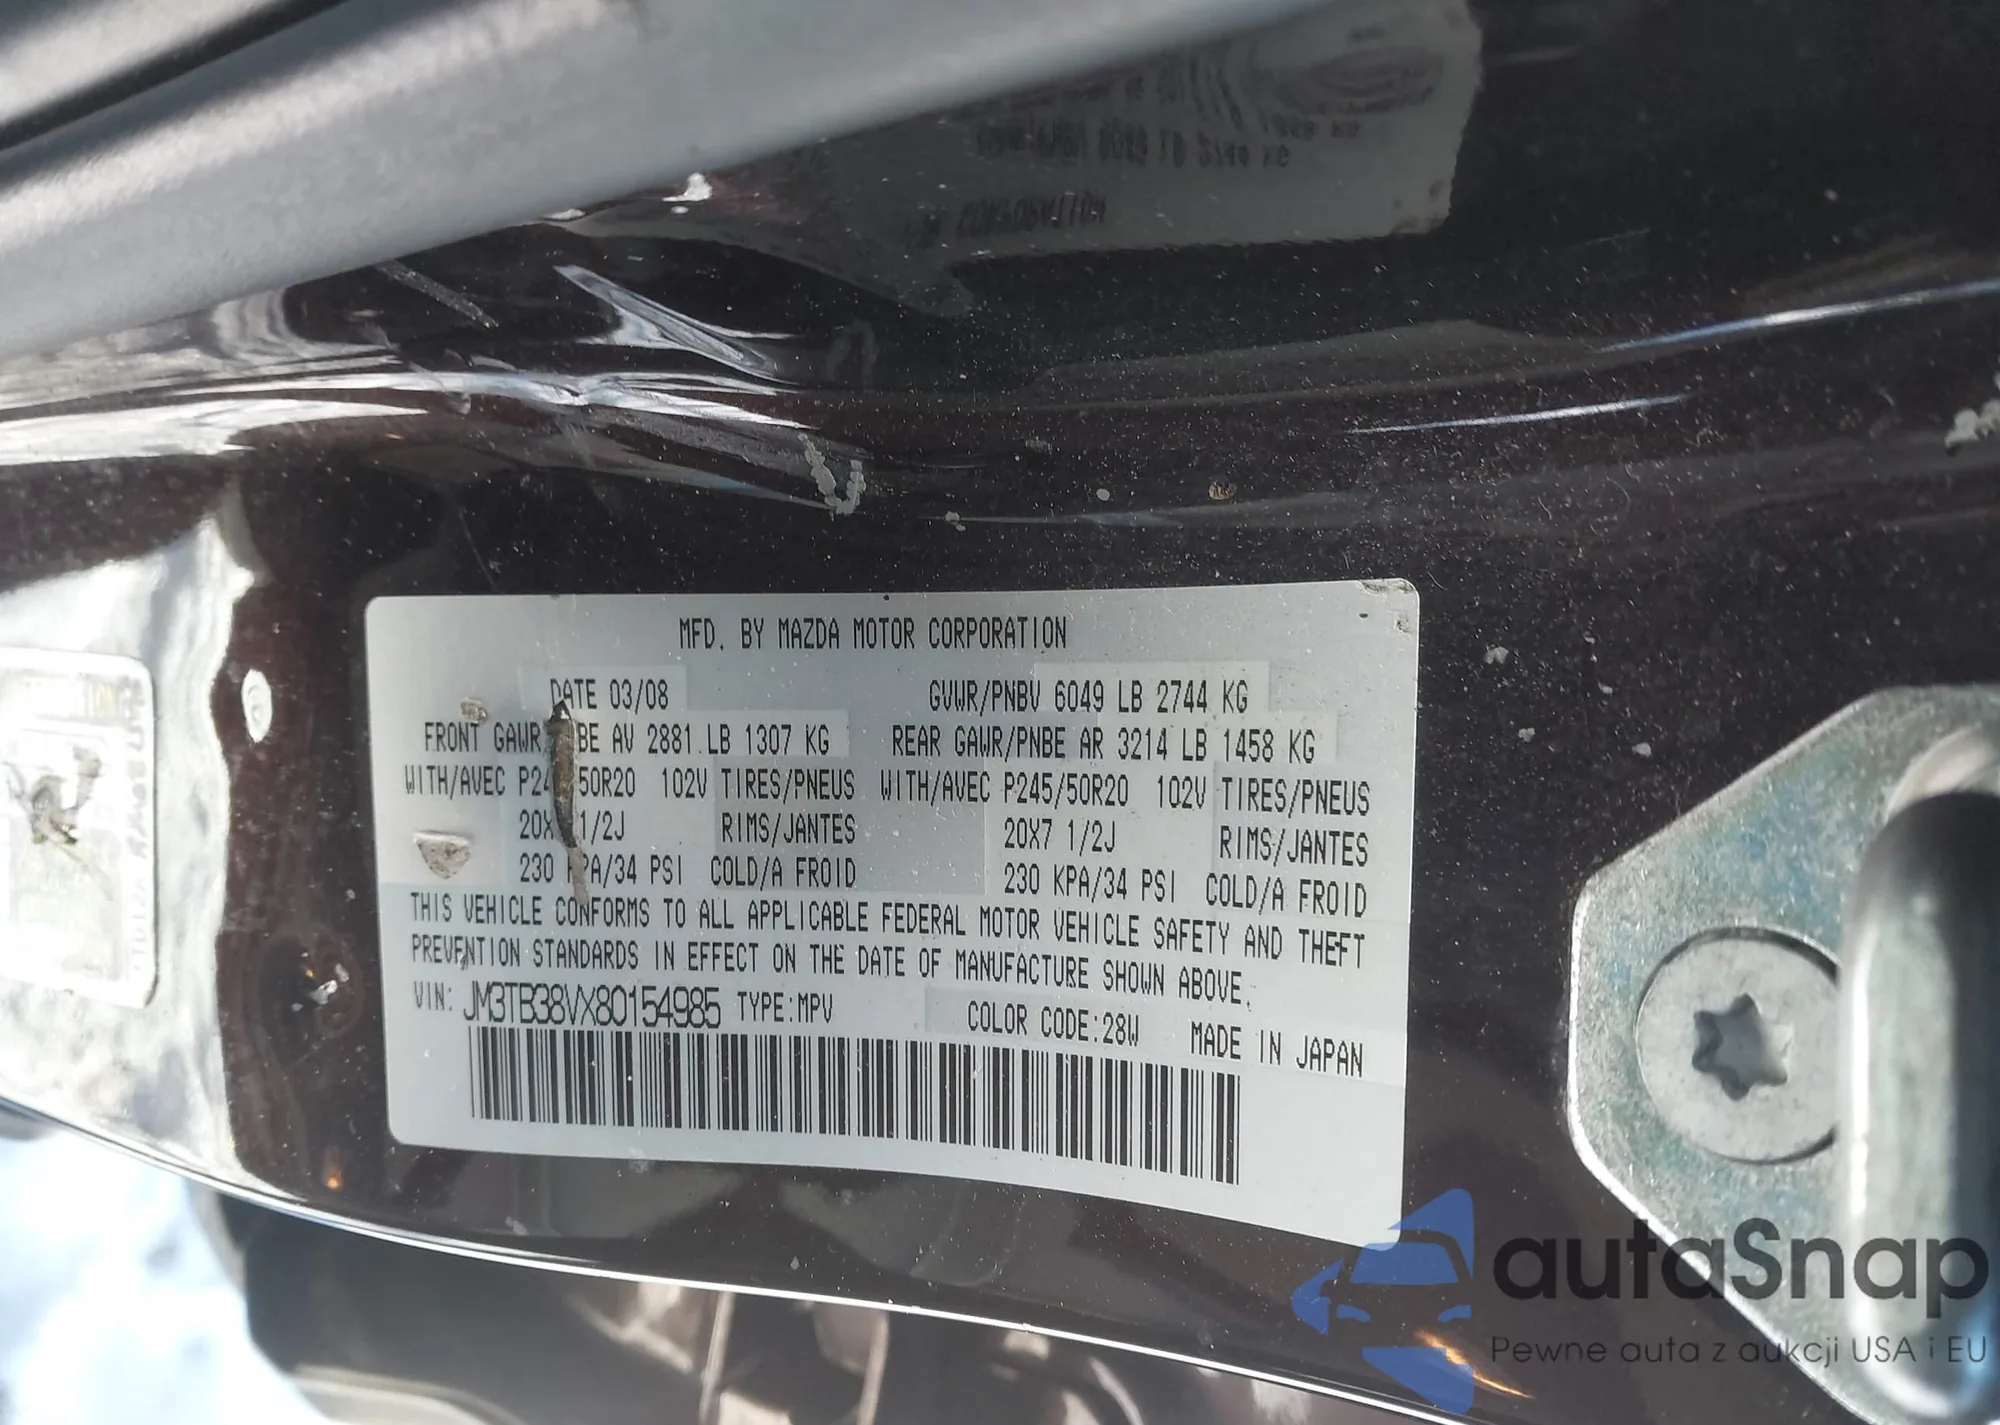 MFD. BY MAZDA MOTOR CORPORATION
DATE 03/08 GVWR/PNBV 6049 LB 2744 KG
FRONT GAWR BE AV 2881 LB 1307 KG REAR GAWR/PNBE AR 3214 LB 1458 KG
WITH/AVEC P24 50R20 102V TIRES/PNEUS WITH/AVEC P245/50R20 102V TIRES/PNEUS
20X 1/2J RIMS/JANTES 20X7 1/2J RIMS/JANTES
230 KPA/34 PSI COLD/A FROID 230 KPA/34 PSI COLD/A FROID
THIS VEHICLE CONFORMS TO ALL APPLICABLE FEDERAL MOTOR VEHICLE SAFETY AND THEFT
PREVENTION STANDARDS IN EFFECT ON THE DATE OF MANUFACTURE SHOWN ABOVE.
VIN: JM3TB38VX80154985 TYPE:MPV COLOR CODE:28W MADE IN JAPAN
autaSnap
Pewne auta z aukcji USA i EU